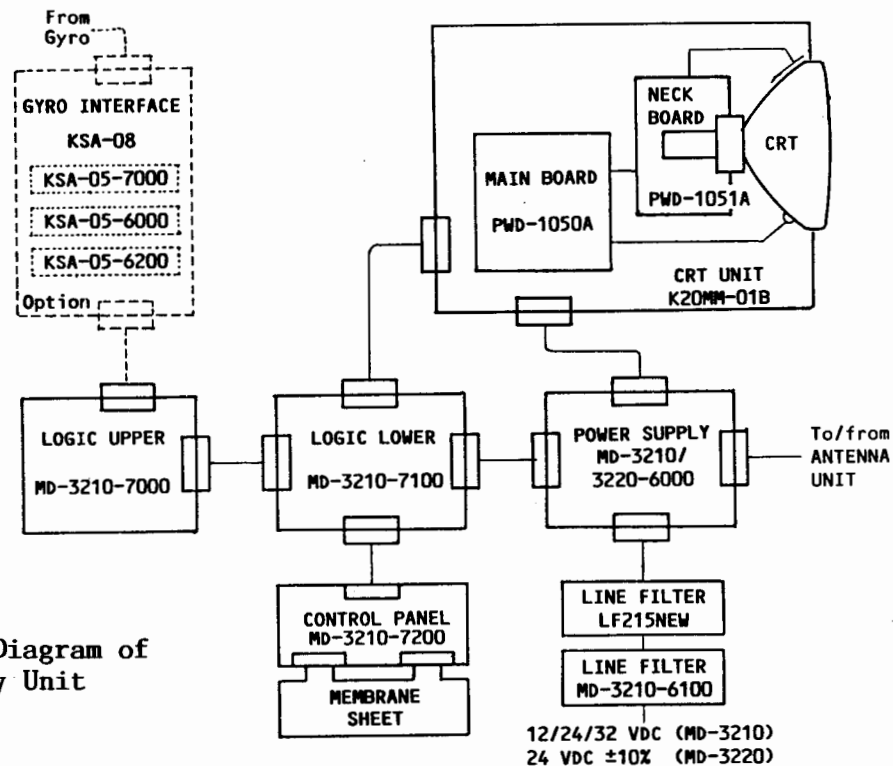 From
Gyro
GYRO INTERFACE
KSA-08
KSA-05-7000
KSA-05-6000
KSA-05-6200
Option
NECK
BOARD
CRT
MAIN BOARD
PWD-1050A
PWD-1051A
CRT UNIT
K20MM-01B
LOGIC UPPER
MD-3210-7000
LOGIC LOWER
MD-3210-7100
POWER SUPPLY
MD-3210/
3220-6000
To/from
ANTENNA
UNIT
CONTROL PANEL
MD-3210-7200
MEMBRANE
SHEET
LINE FILTER
LF215NEW
LINE FILTER
MD-3210-6100
12/24/32 VDC (MD-3210)
24 VDC ±10% (MD-3220)
Diagram of
Unit